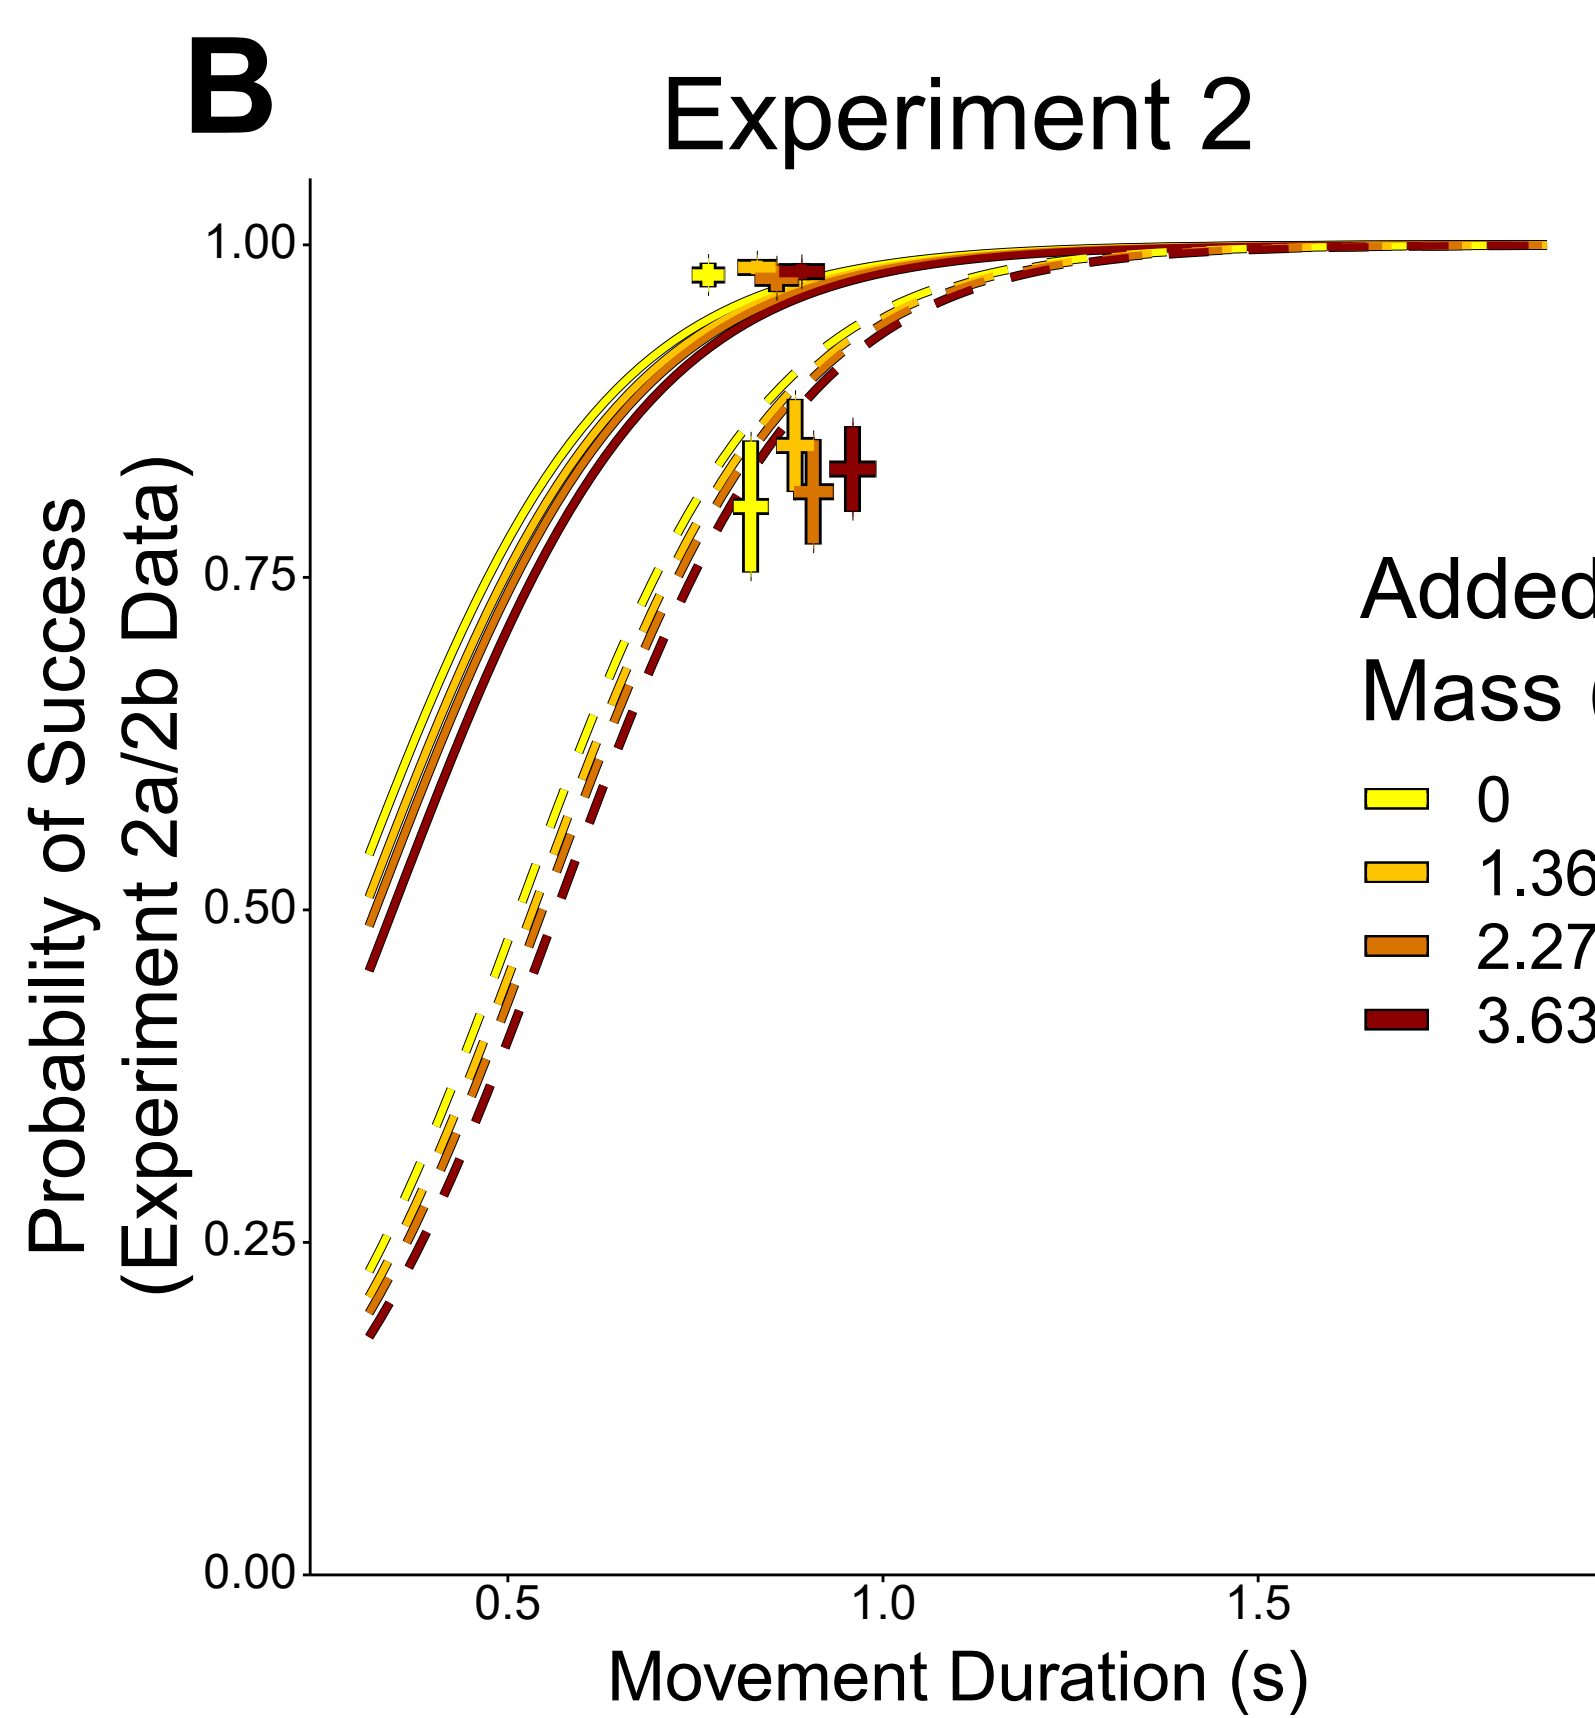 B
Experiment 2
Probability of Success
(Experiment 2a/2b Data)
1.00
0.75
0.50
0.25
0.00
0.5
1.0
1.5
Movement Duration (s)
Added
Mass (
0
1.36
2.27
3.63